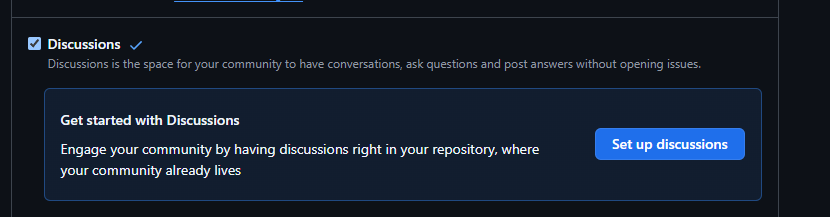 Discussions
Discussions is the space for your community to have conversations, ask questions and post answers without opening issues.
Get started with Discussions
Engage your community by having discussions right in your repository, where
your community already lives
Set up discussions